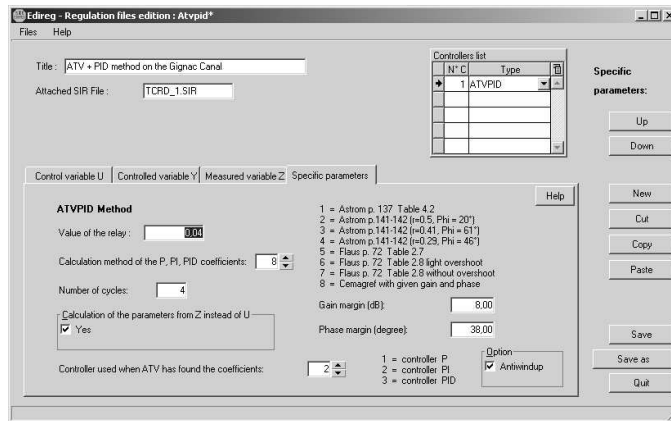 Edireg - Regulation files edition : Atvpid*
Files Help
Title : ATV + PID method on the Gignac Canal
Attached SIR File : TCRD_1.SIR
Controllers list
N° C Type
1 ATVPID
Specific
parameters:
Up
Down
New
Cut
Copy
Paste
Save
Save as
Quit
Control variable U Controlled variable Y Measured variable Z Specific parameters
Help
ATVPID Method
Value of the relay : 0,04
Calculation method of the P, PI, PID coefficients: 8
Number of cycles: 4
Calculation of the parameters from Z instead of U
Yes
Controller used when ATV has found the coefficients: 2
1 = Astrom p. 137 Table 4.2
2 = Astrom p.141-142 (r=0.5, Phi = 20°)
3 = Astrom p.141-142 (r=0.41, Phi = 61°)
4 = Astrom p.141-142 (r=0.29, Phi = 46°)
5 = Flaus p. 72 Table 2.7
6 = Flaus p. 72 Table 2.8 light overshoot
7 = Flaus p. 72 Table 2.8 without overshoot
8 = Cemagref with given gain and phase
Gain margin (dB): 8,00
Phase margin (degree): 38,00
1 = controller P
2 = controller PI
3 = controller PID
Option
Antiwindup